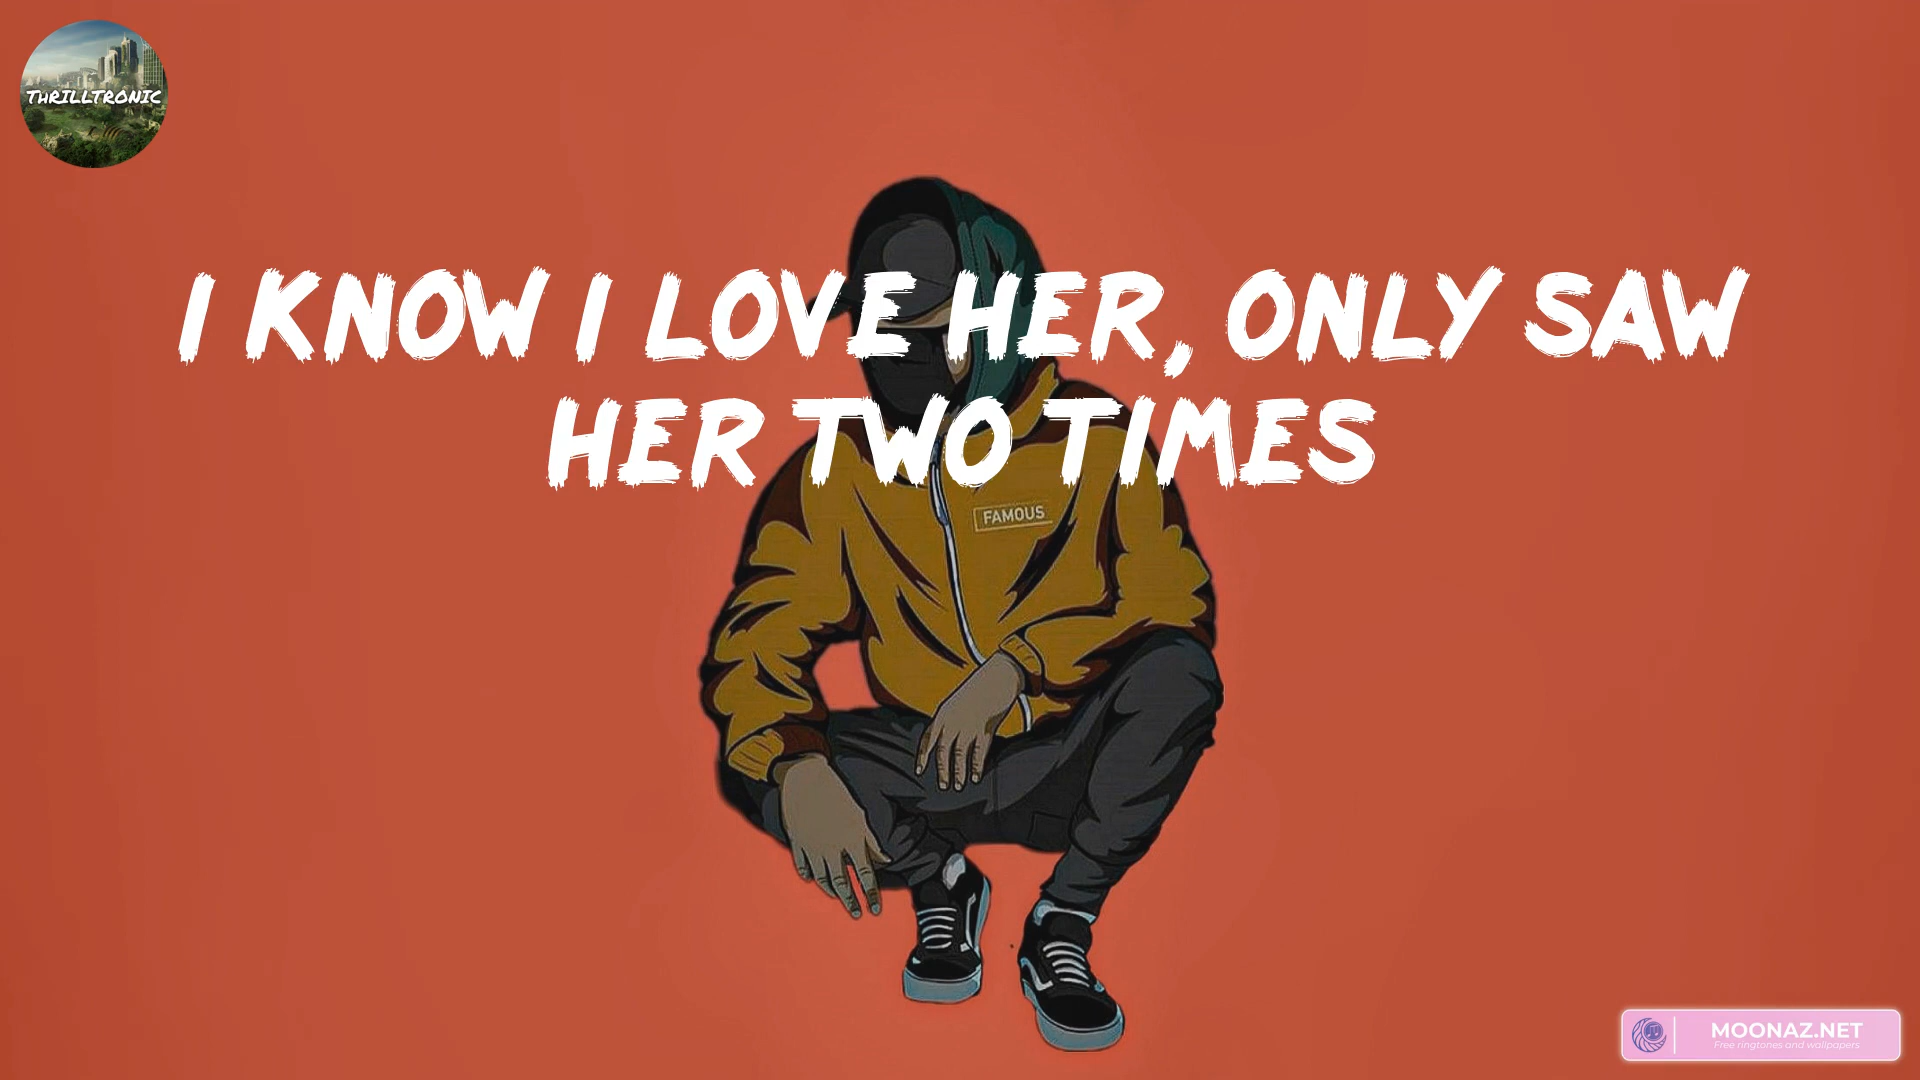 THRILLTRONIC
I KNOW I LOVE HER, ONLY SAW
HER TWO TIMES
FAMOUS
MOONAZ.NET
Free ringtones and wallpapers